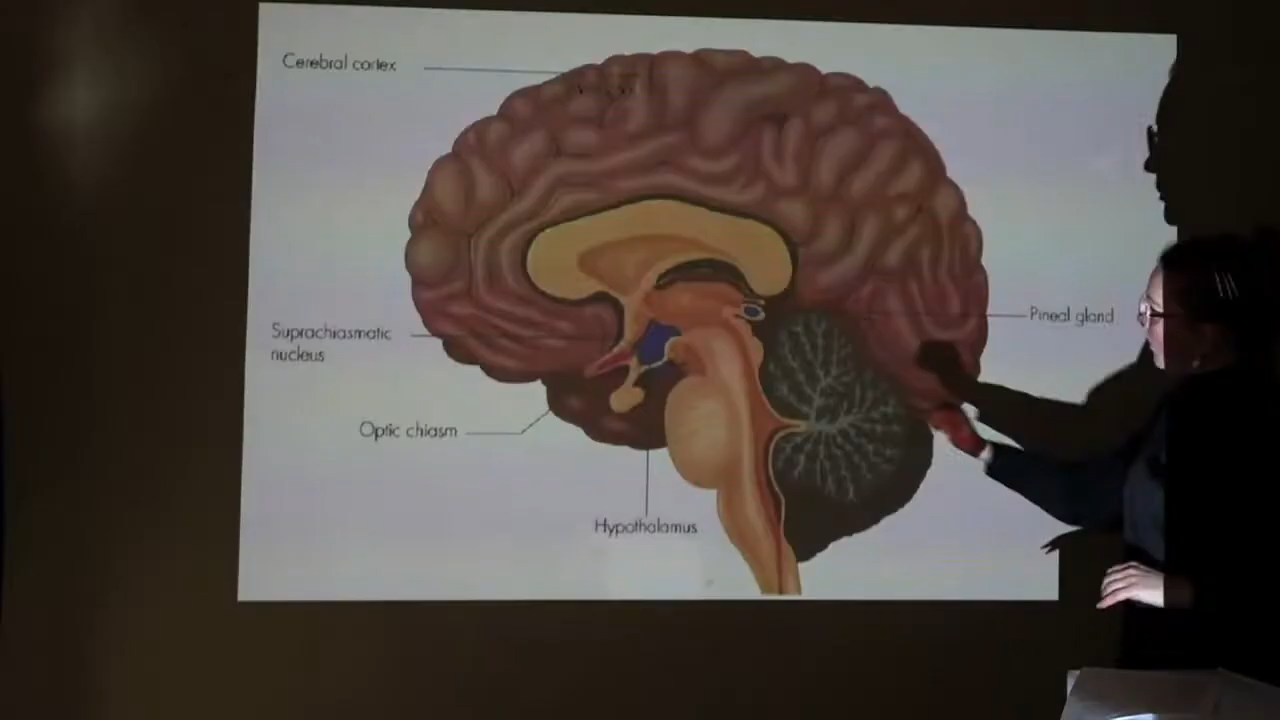 Cerebral cortex
Suprachiasmatic
nucleus
Pineal gland
Optic chiasm
Hypothalamus